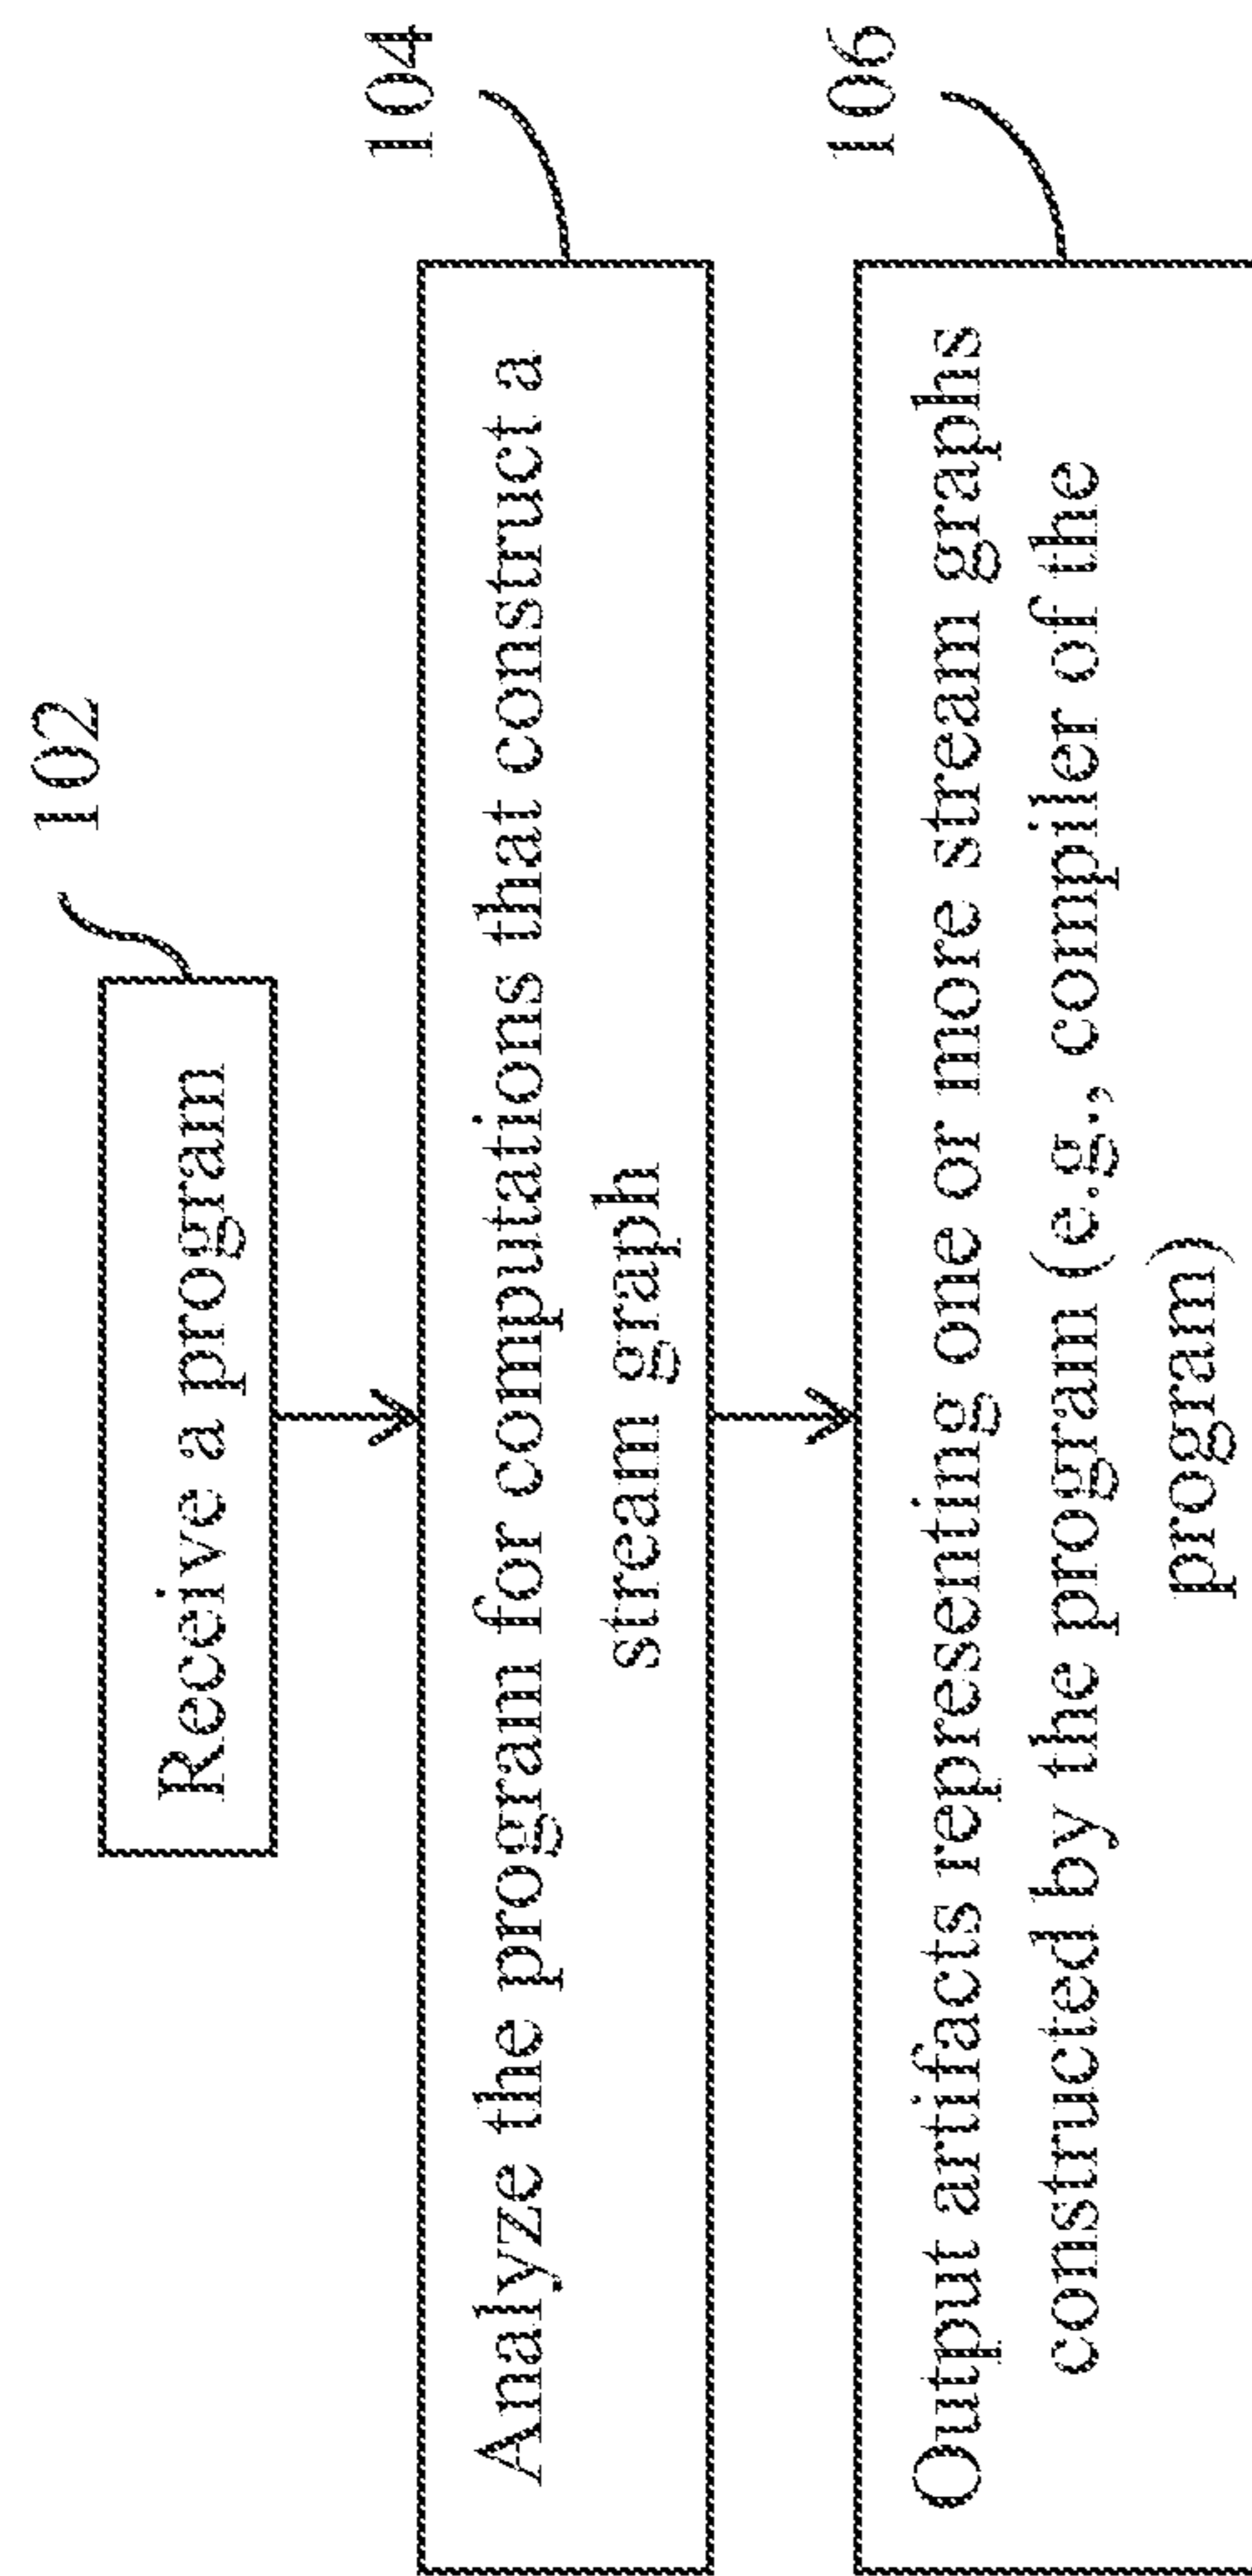 102
Receive a program
104
Analyze the program for computations that construct a
stream graph
106
Output artifacts representing one or more stream graphs
constructed by the program (e.g., compiler of the
program)